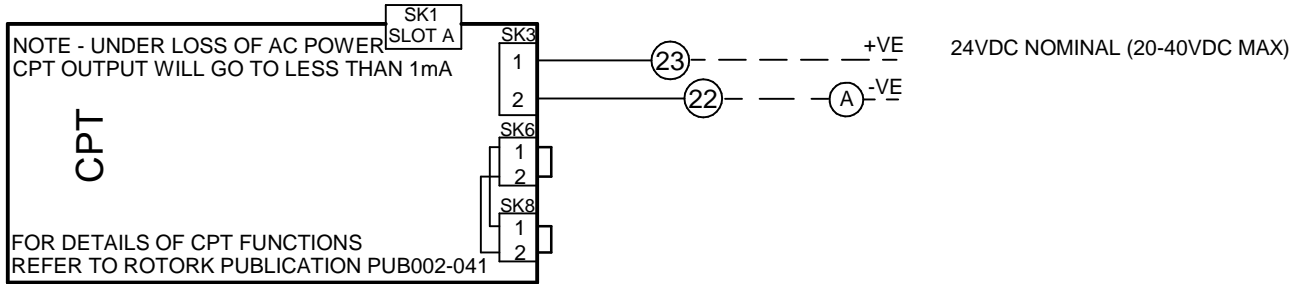 SK1
SLOT A
NOTE - UNDER LOSS OF AC POWER
CPT OUTPUT WILL GO TO LESS THAN 1mA
CPT
SK3
1
2
23
+VE
24VDC NOMINAL (20-40VDC MAX)
22
A
-VE
SK6
1
2
SK8
1
2
FOR DETAILS OF CPT FUNCTIONS
REFER TO ROTORK PUBLICATION PUB002-041